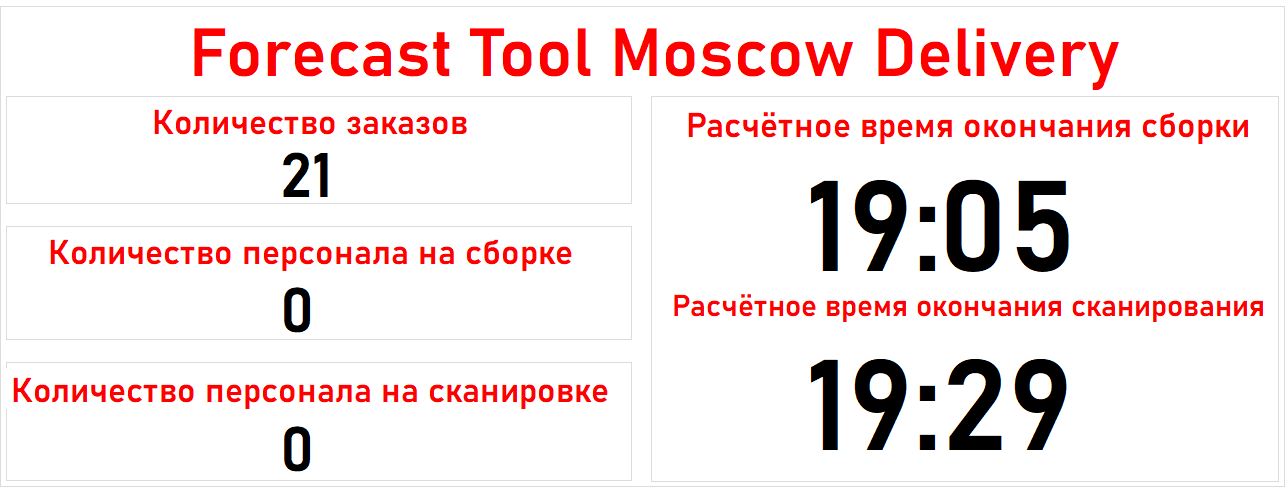 Forecast Tool Moscow Delivery
Количество заказов
21
Количество персонала на сборке
0
Количество персонала на сканировке
0
Расчётное время окончания сборки
19:05
Расчётное время окончания сканирования
19:29